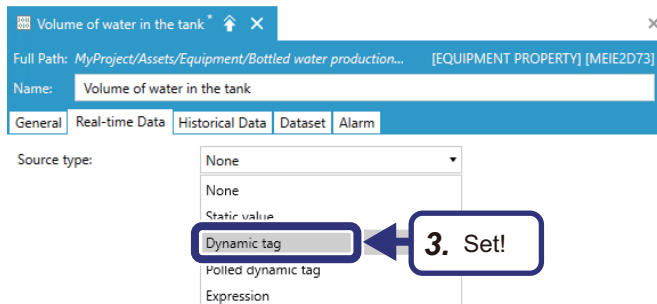 Volume of water in the tank*
Full Path: MyProject/Assets/Equipment/Bottled water production... [EQUIPMENT PROPERTY] [MEIE2D73]
Name: Volume of water in the tank
General Real-time Data Historical Data Dataset Alarm
Source type: None
None
Static value
Dynamic tag
3. Set!
Polled dynamic tag
Expression